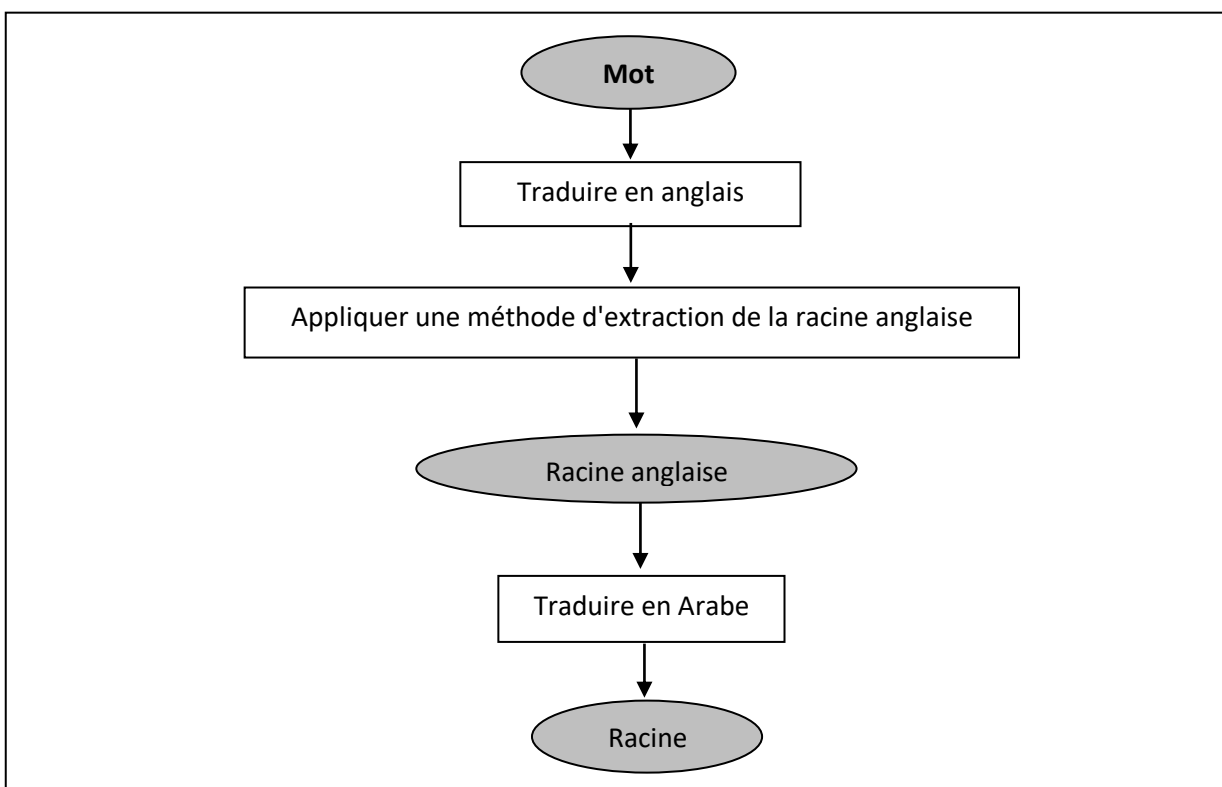 Mot
Traduire en anglais
Appliquer une méthode d'extraction de la racine anglaise
Racine anglaise
Traduire en Arabe
Racine